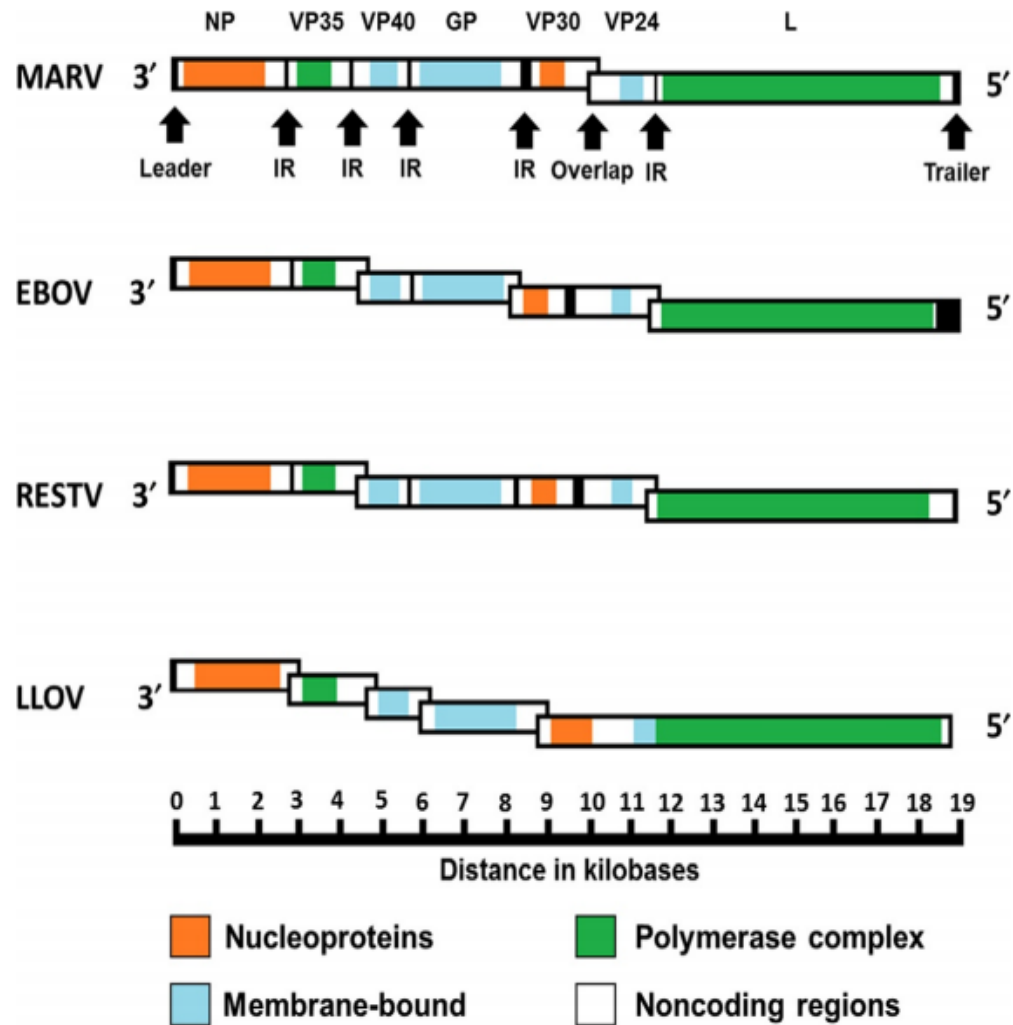 NP VP35 VP40 GP VP30 VP24 L
MARV 3′ 5′
Leader IR IR IR IR Overlap IR Trailer
EBOV 3′ 5′
RESTV 3′ 5′
LLOV 3′ 5′
0 1 2 3 4 5 6 7 8 9 10 11 12 13 14 15 16 17 18 19
Distance in kilobases
Nucleoproteins Polymerase complex
Membrane-bound Noncoding regions